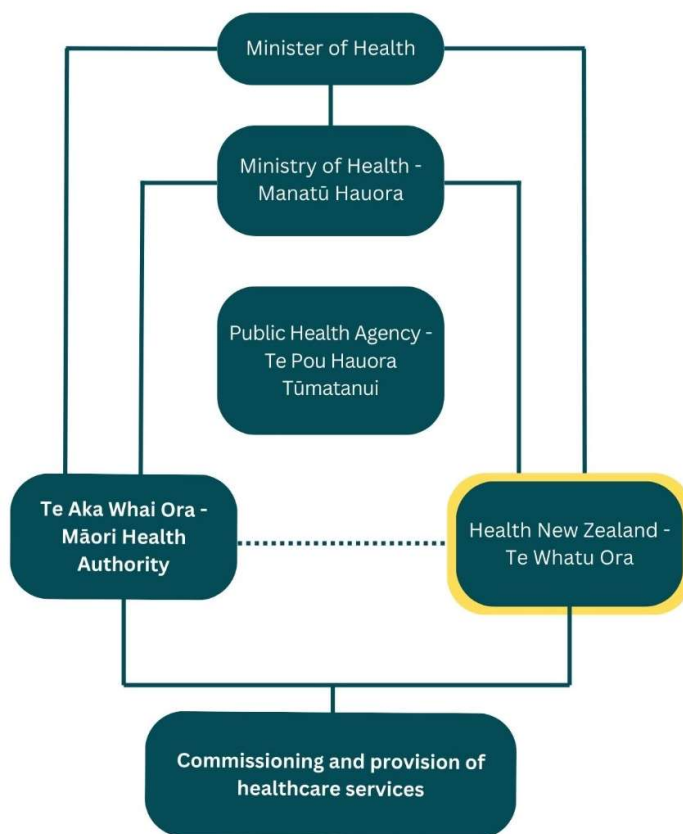 Minister of Health
Ministry of Health -
Manatū Hauora
Public Health Agency -
Te Pou Hauora
Tūmatanui
Te Aka Whai Ora -
Māori Health
Authority
Health New Zealand -
Te Whatu Ora
Commissioning and provision of
healthcare services